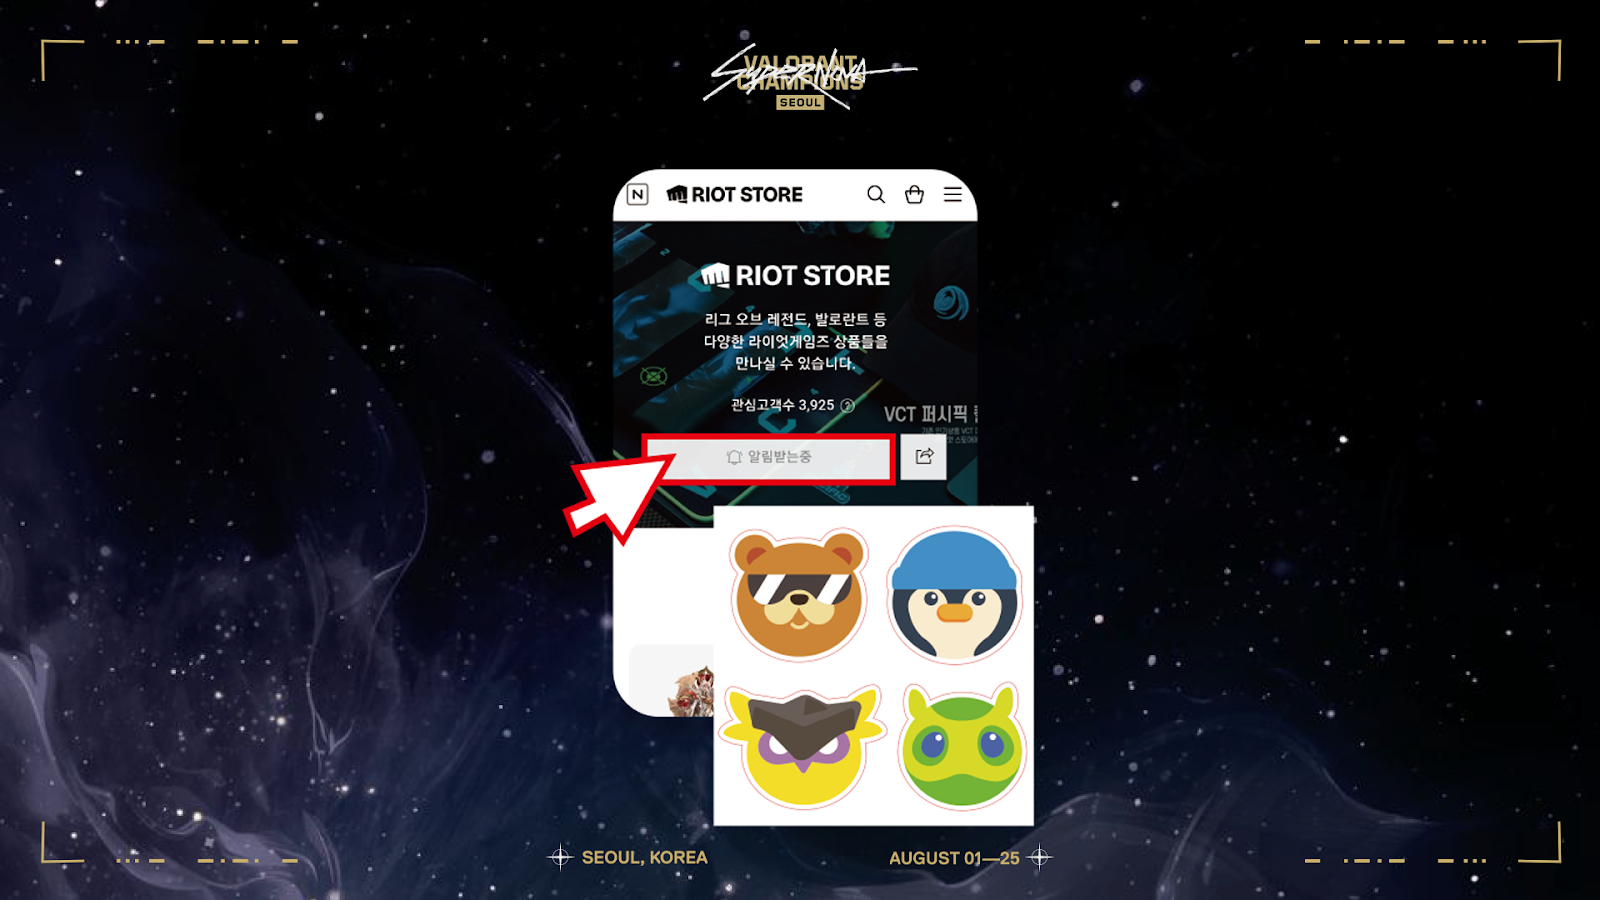 VALORANT
CHAMPIONS
SUPERNOVA
SEOUL
N
RIOT STORE
RIOT STORE
리그 오브 레전드, 발로란트 등
다양한 라이엇게임즈 상품들을
만나실 수 있습니다.
관심고객수 3,925 ?
VCT 퍼시픽
알림받는중
SEOUL, KOREA
AUGUST 01—25